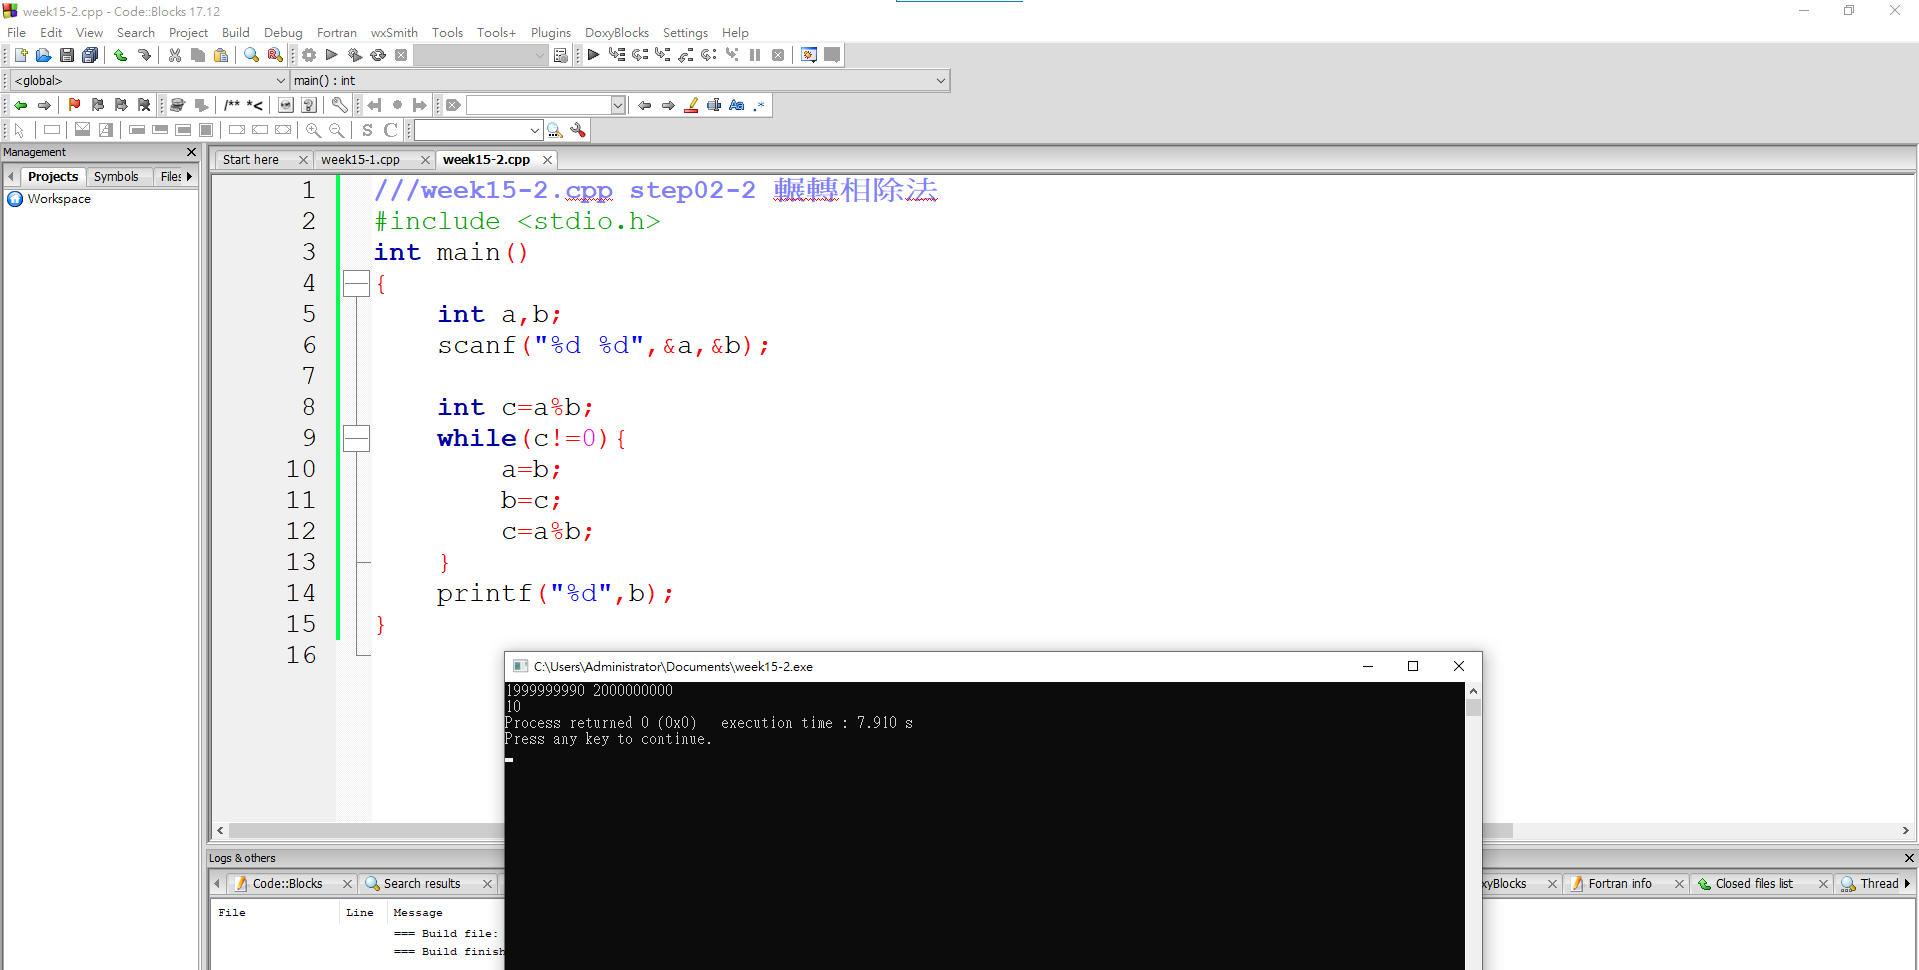 week15-2.cpp - Code::Blocks 17.12
File Edit View Search Project Build Debug Fortran wxSmith Tools Tools+ Plugins DoxyBlocks Settings Help
<global> main() : int
/** *<
S C
Management
Projects Symbols Files
Workspace
Start here week15-1.cpp week15-2.cpp
1 ///week15-2.cpp step02-2 輾轉相除法
2 #include <stdio.h>
3 int main()
4 {
5 int a,b;
6 scanf("%d %d",&a,&b);
7
8 int c=a%b;
9 while(c!=0){
10 a=b;
11 b=c;
12 c=a%b;
13 }
14 printf("%d",b);
15 }
16
C:\Users\Administrator\Documents\week15-2.exe
1999999990 2000000000
10
Process returned 0 (0x0) execution time : 7.910 s
Press any key to continue.
Logs & others
Code::Blocks Search results xyBlocks Fortran info Closed files list Thread
File Line Message
=== Build file:
=== Build finish